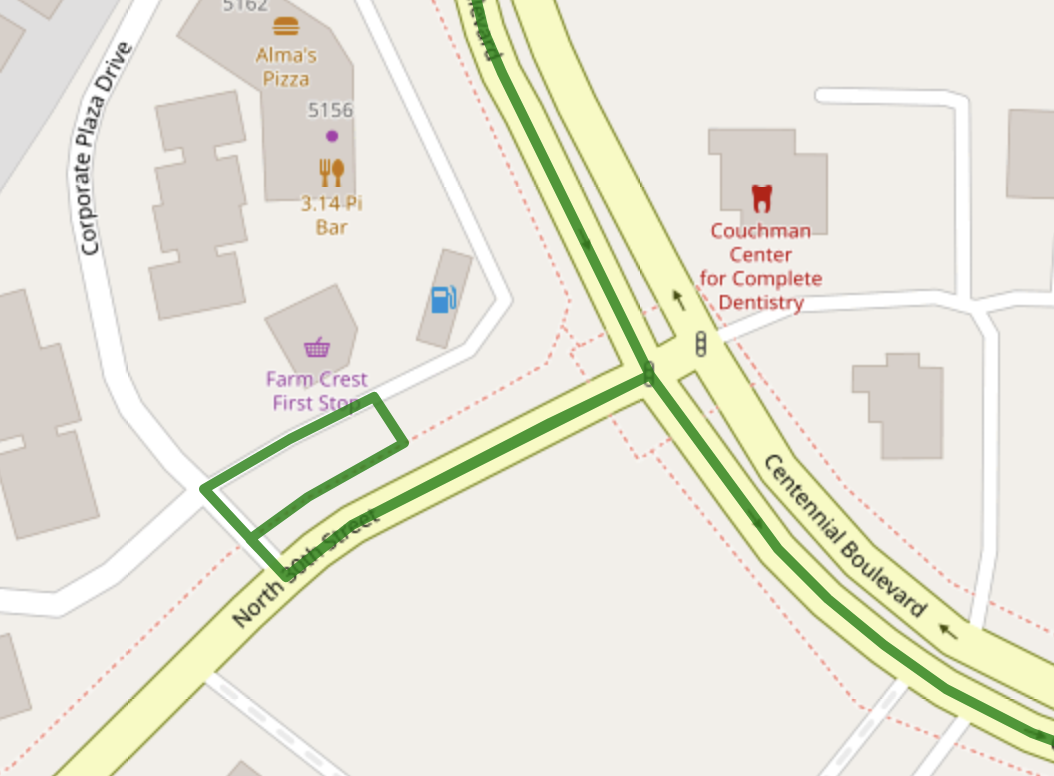 5162
Alma's
Pizza
5156
3.14 Pi
Bar
Corporate Plaza Drive
Couchman
Center
for Complete
Dentistry
Farm Crest
First Stop
North 30th Street
Centennial Boulevard